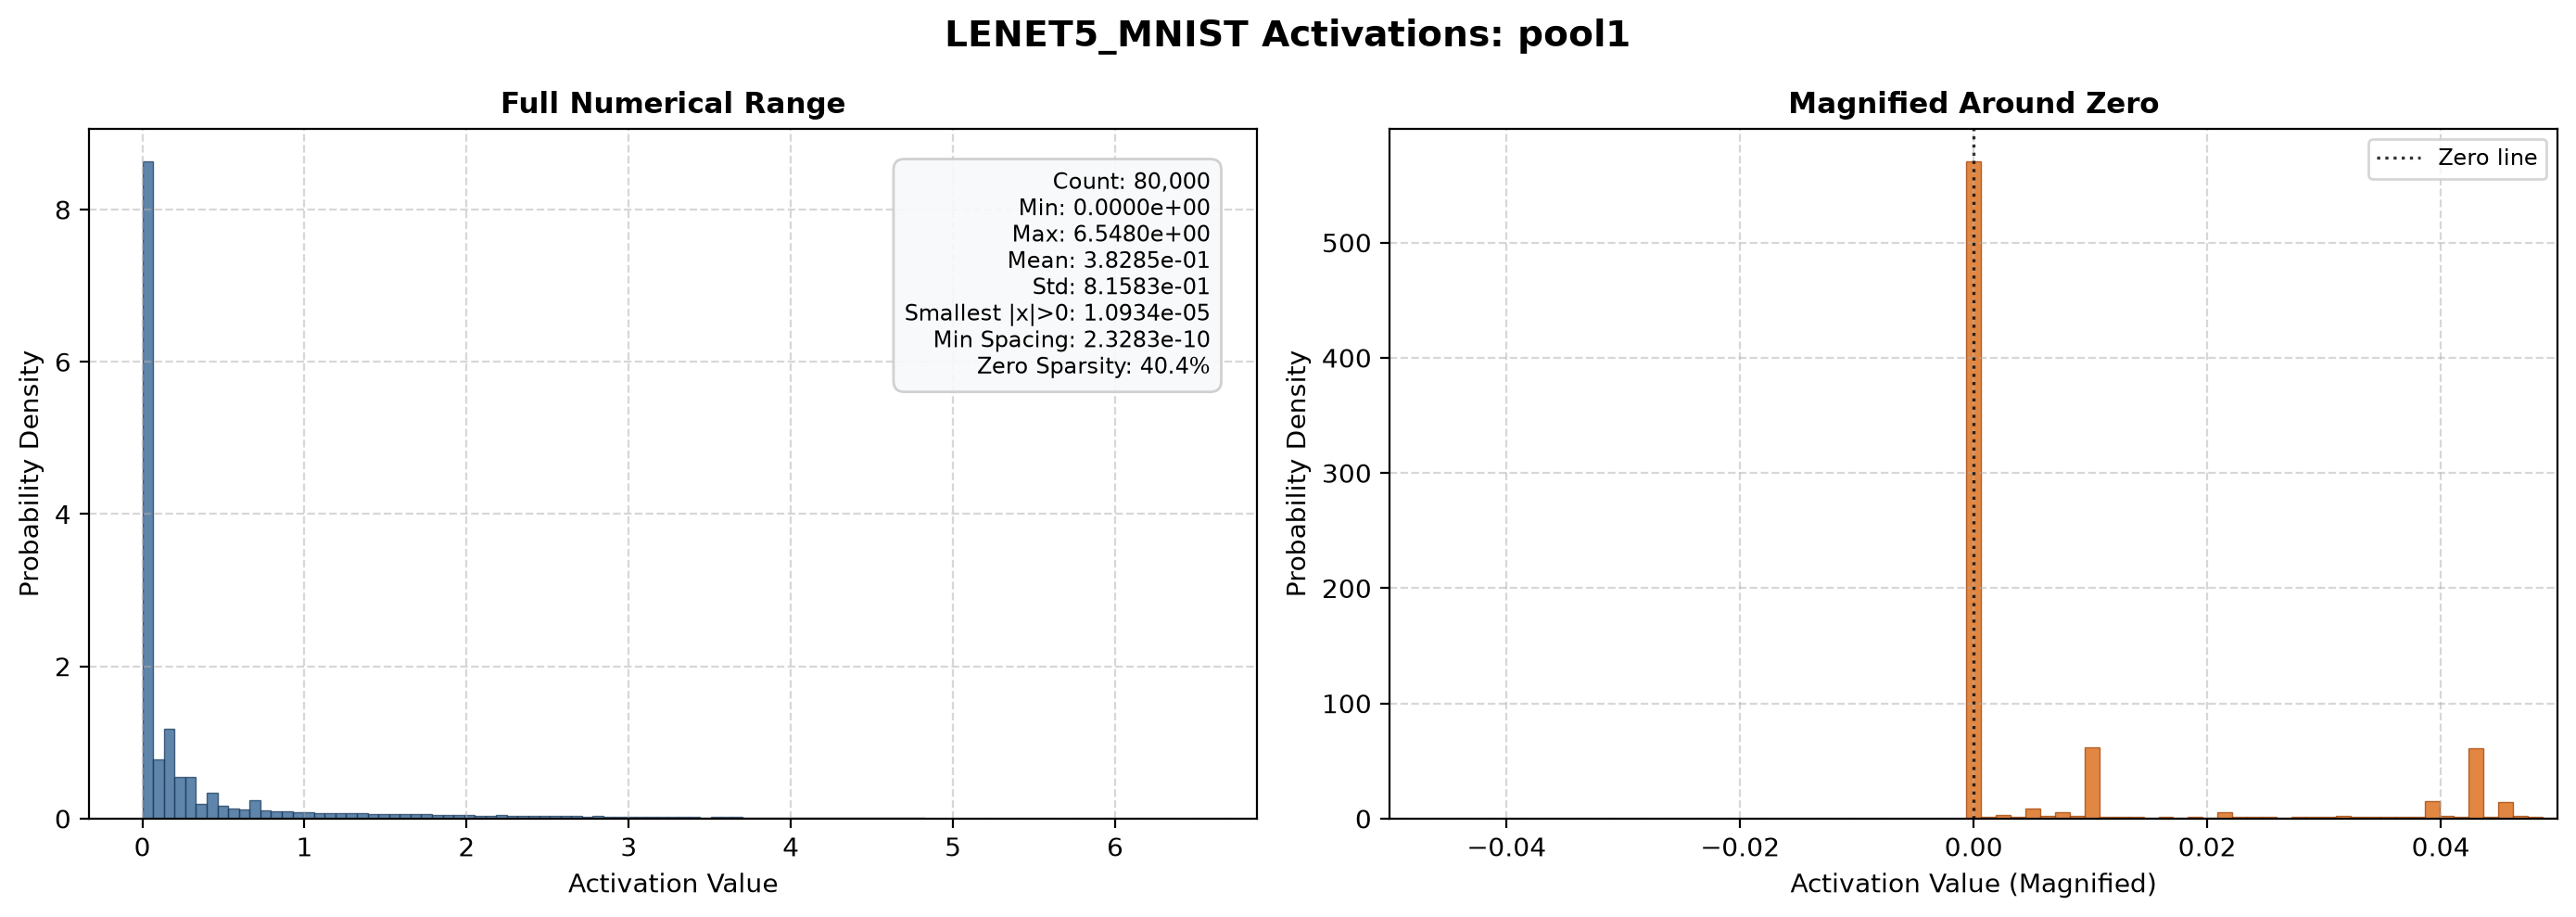 LENET5_MNIST Activations: pool1
Full Numerical Range
Probability Density
8
6
4
2
0
Count: 80,000
Min: 0.0000e+00
Max: 6.5480e+00
Mean: 3.8285e-01
Std: 8.1583e-01
Smallest |x|>0: 1.0934e-05
Min Spacing: 2.3283e-10
Zero Sparsity: 40.4%
0 1 2 3 4 5 6
Activation Value
Magnified Around Zero
Probability Density
500
400
300
200
100
0
Zero line
−0.04 −0.02 0.00 0.02 0.04
Activation Value (Magnified)